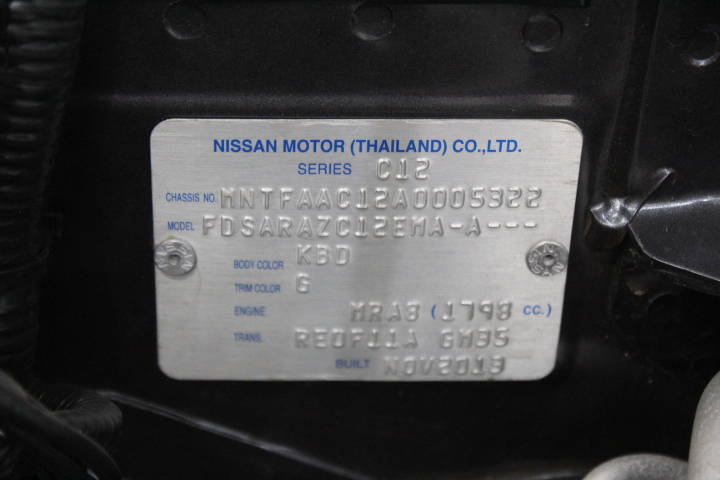 NISSAN MOTOR (THAILAND) CO.,LTD.
SERIES C12
CHASSIS NO. MNTFAAC12A0005322
MODEL FDSARAZC12EMA-A---
BODY COLOR KBD
TRIM COLOR G
ENGINE MRA8 (1798 CC.)
TRANS. RE0F11A GM35
BUILT NOV2013